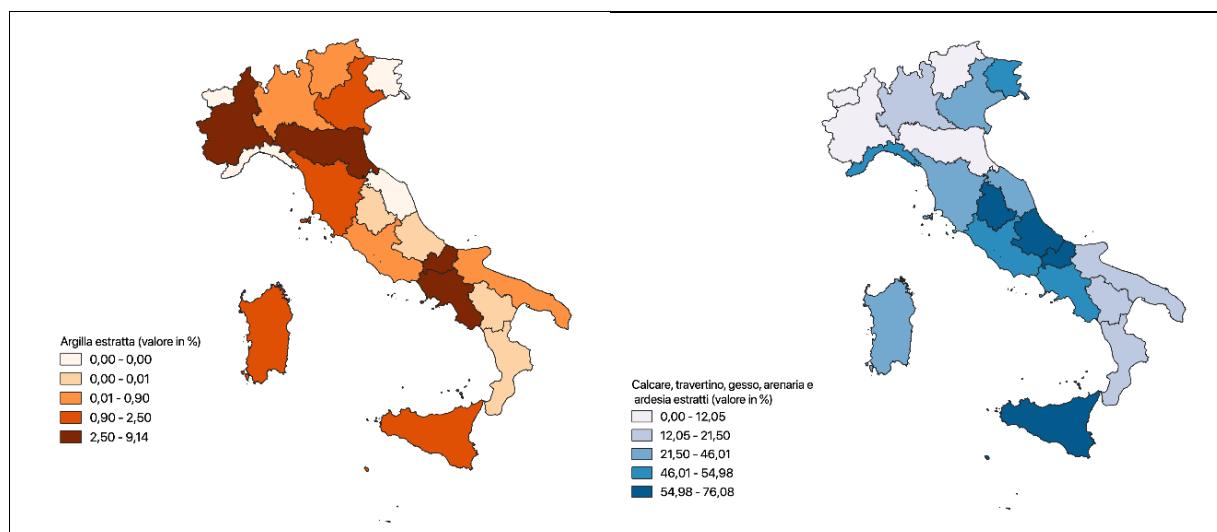 Argilla estratta (valore in %)
0,00 - 0,00
0,00 - 0,01
0,01 - 0,90
0,90 - 2,50
2,50 - 9,14
Calcare, travertino, gesso, arenaria e
ardesia estratti (valore in %)
0,00 - 12,05
12,05 - 21,50
21,50 - 46,01
46,01 - 54,98
54,98 - 76,08